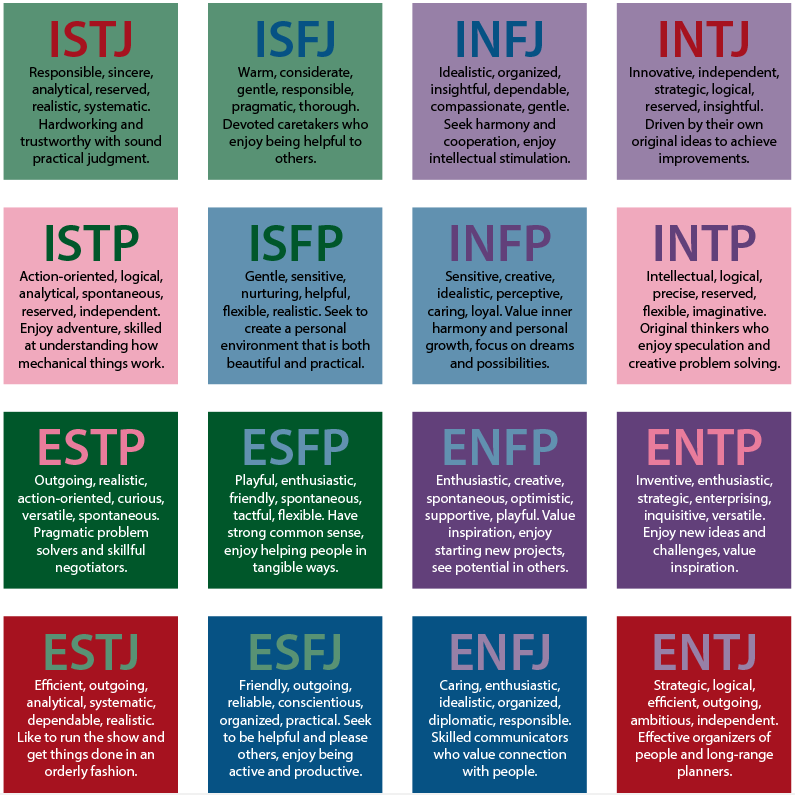 ISTJ
Responsible, sincere,
analytical, reserved,
realistic, systematic.
Hardworking and
trustworthy with sound
practical judgment.
ISFJ
Warm, considerate,
gentle, responsible,
pragmatic, thorough.
Devoted caretakers who
enjoy being helpful to
others.
INFJ
Idealistic, organized,
insightful, dependable,
compassionate, gentle.
Seek harmony and
cooperation, enjoy
intellectual stimulation.
INTJ
Innovative, independent,
strategic, logical,
reserved, insightful.
Driven by their own
original ideas to achieve
improvements.
ISTP
Action-oriented, logical,
analytical, spontaneous,
reserved, independent.
Enjoy adventure, skilled
at understanding how
mechanical things work.
ISFP
Gentle, sensitive,
nurturing, helpful,
flexible, realistic. Seek to
create a personal
environment that is both
beautiful and practical.
INFP
Sensitive, creative,
idealistic, perceptive,
caring, loyal. Value inner
harmony and personal
growth, focus on dreams
and possibilities.
INTP
Intellectual, logical,
precise, reserved,
flexible, imaginative.
Original thinkers who
enjoy speculation and
creative problem solving.
ESTP
Outgoing, realistic,
action-oriented, curious,
versatile, spontaneous.
Pragmatic problem
solvers and skillful
negotiators.
ESFP
Playful, enthusiastic,
friendly, spontaneous,
tactful, flexible. Have
strong common sense,
enjoy helping people in
tangible ways.
ENFP
Enthusiastic, creative,
spontaneous, optimistic,
supportive, playful. Value
inspiration, enjoy
starting new projects,
see potential in others.
ENTP
Inventive, enthusiastic,
strategic, enterprising,
inquisitive, versatile.
Enjoy new ideas and
challenges, value
inspiration.
ESTJ
Efficient, outgoing,
analytical, systematic,
dependable, realistic.
Like to run the show and
get things done in an
orderly fashion.
ESFJ
Friendly, outgoing,
reliable, conscientious,
organized, practical. Seek
to be helpful and please
others, enjoy being
active and productive.
ENFJ
Caring, enthusiastic,
idealistic, organized,
diplomatic, responsible.
Skilled communicators
who value connection
with people.
ENTJ
Strategic, logical,
efficient, outgoing,
ambitious, independent.
Effective organizers of
people and long-range
planners.